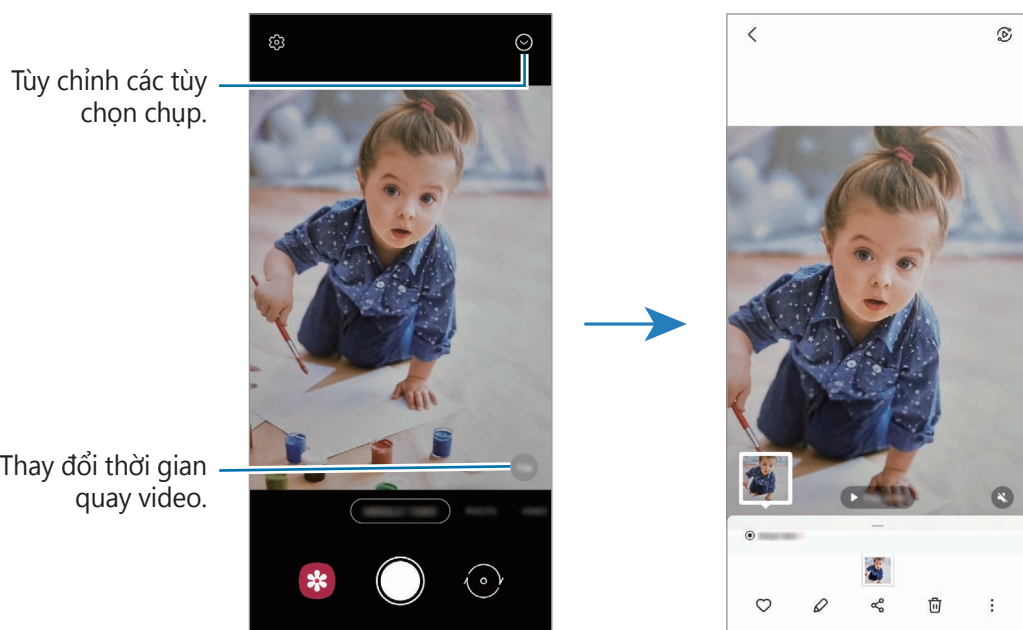 Tùy chỉnh các tùy
chọn chụp.
Thay đổi thời gian
quay video.